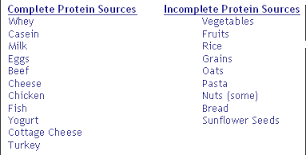 Complete Protein Sources Incomplete Protein Sources
Whey Vegetables
Casein Fruits
Milk Rice
Eggs Grains
Beef Oats
Cheese Pasta
Chicken Nuts (some)
Fish Bread
Yogurt Sunflower Seeds
Cottage Cheese
Turkey